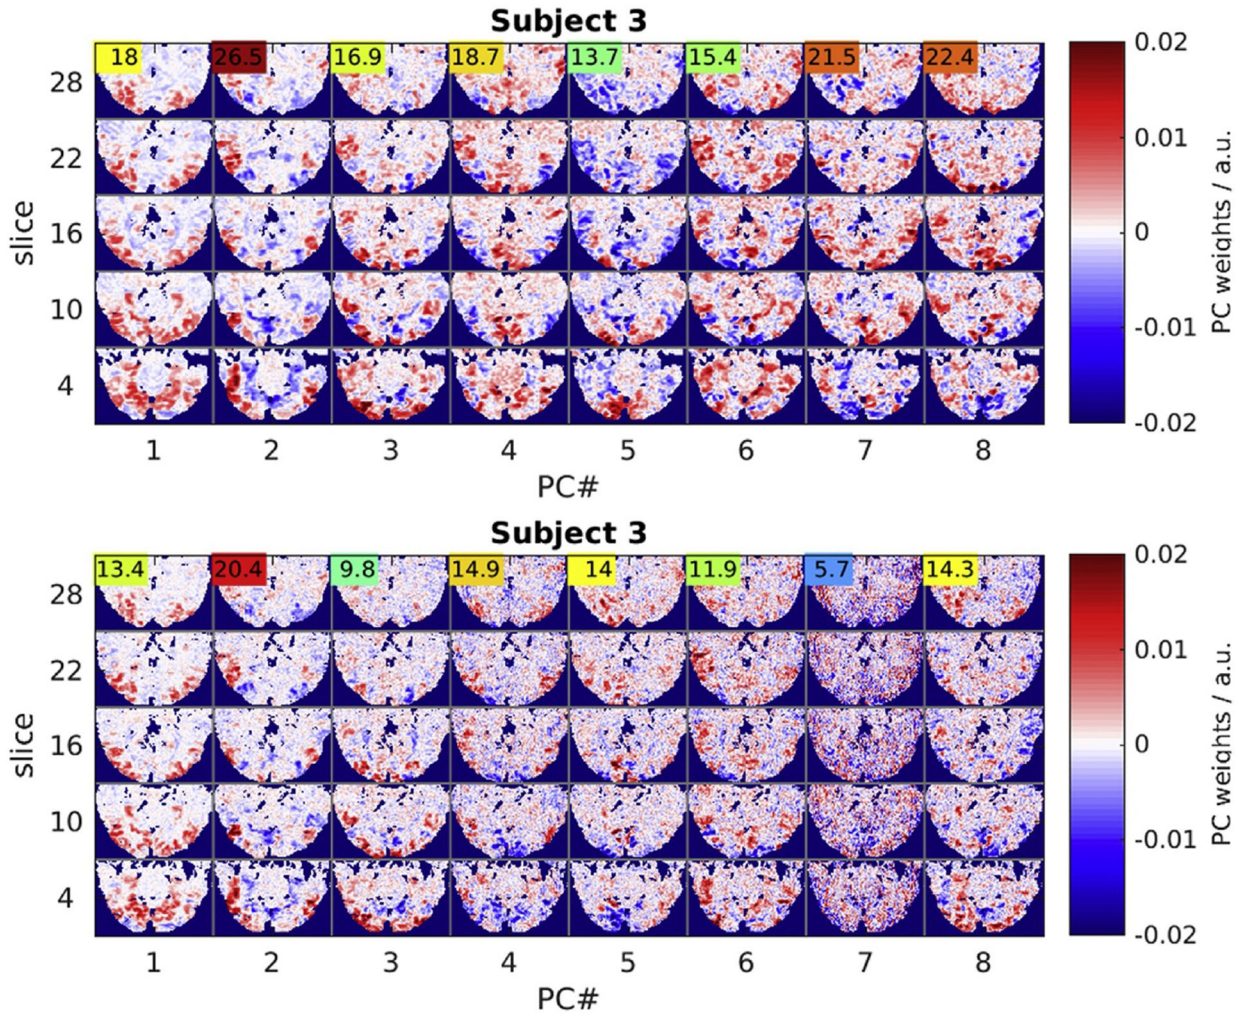 Subject 3
18 26.5 16.9 18.7 13.7 15.4 21.5 22.4
28
22
16
10
4
slice
1 2 3 4 5 6 7 8
PC#
0.02
0.01
0
-0.01
-0.02
PC weights / a.u.
Subject 3
13.4 20.4 9.8 14.9 14 11.9 5.7 14.3
28
22
16
10
4
slice
1 2 3 4 5 6 7 8
PC#
0.02
0.01
0
-0.01
-0.02
PC weights / a.u.